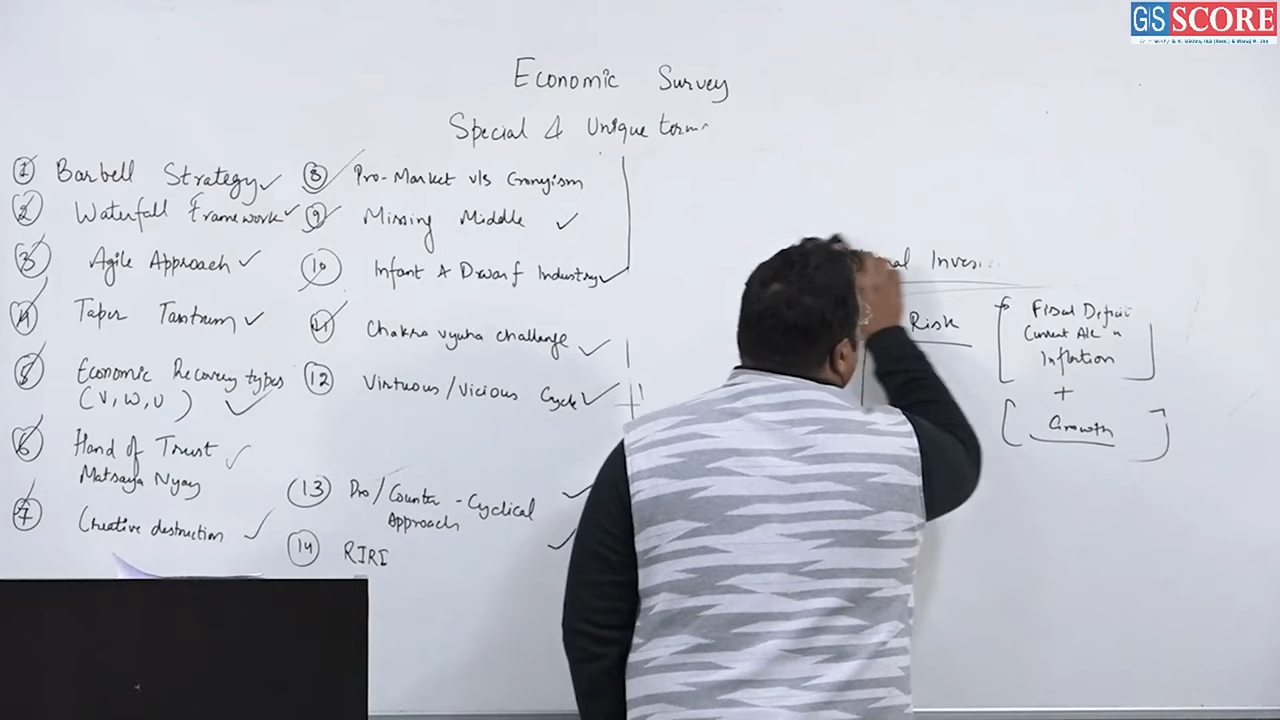 GS SCORE
Economic Survey
Special & Unique terms
① Barbell Strategy ✓
② Waterfall Framework ✓
③ Agile Approach ✓
④ Taper Tantrum ✓
⑤ Economic Recovery types
(V, W, U) ✓
⑥ Hand of Trust ✓
Matsaya Nyay
⑦ Creative destruction ✓
⑧ Pro-Market v/s Cronyism
⑨ Missing Middle ✓
⑩ Infant & Dwarf Industry ✓
⑪ Chakra vyuha challenge ✓
⑫ Virtuous/Vicious Cycle ✓
⑬ Pro/Counter-Cyclical ✓
Approach
⑭ RIRI ✓
Risk
Fiscal Deficit
Current A/c "
Inflation
+
Growth